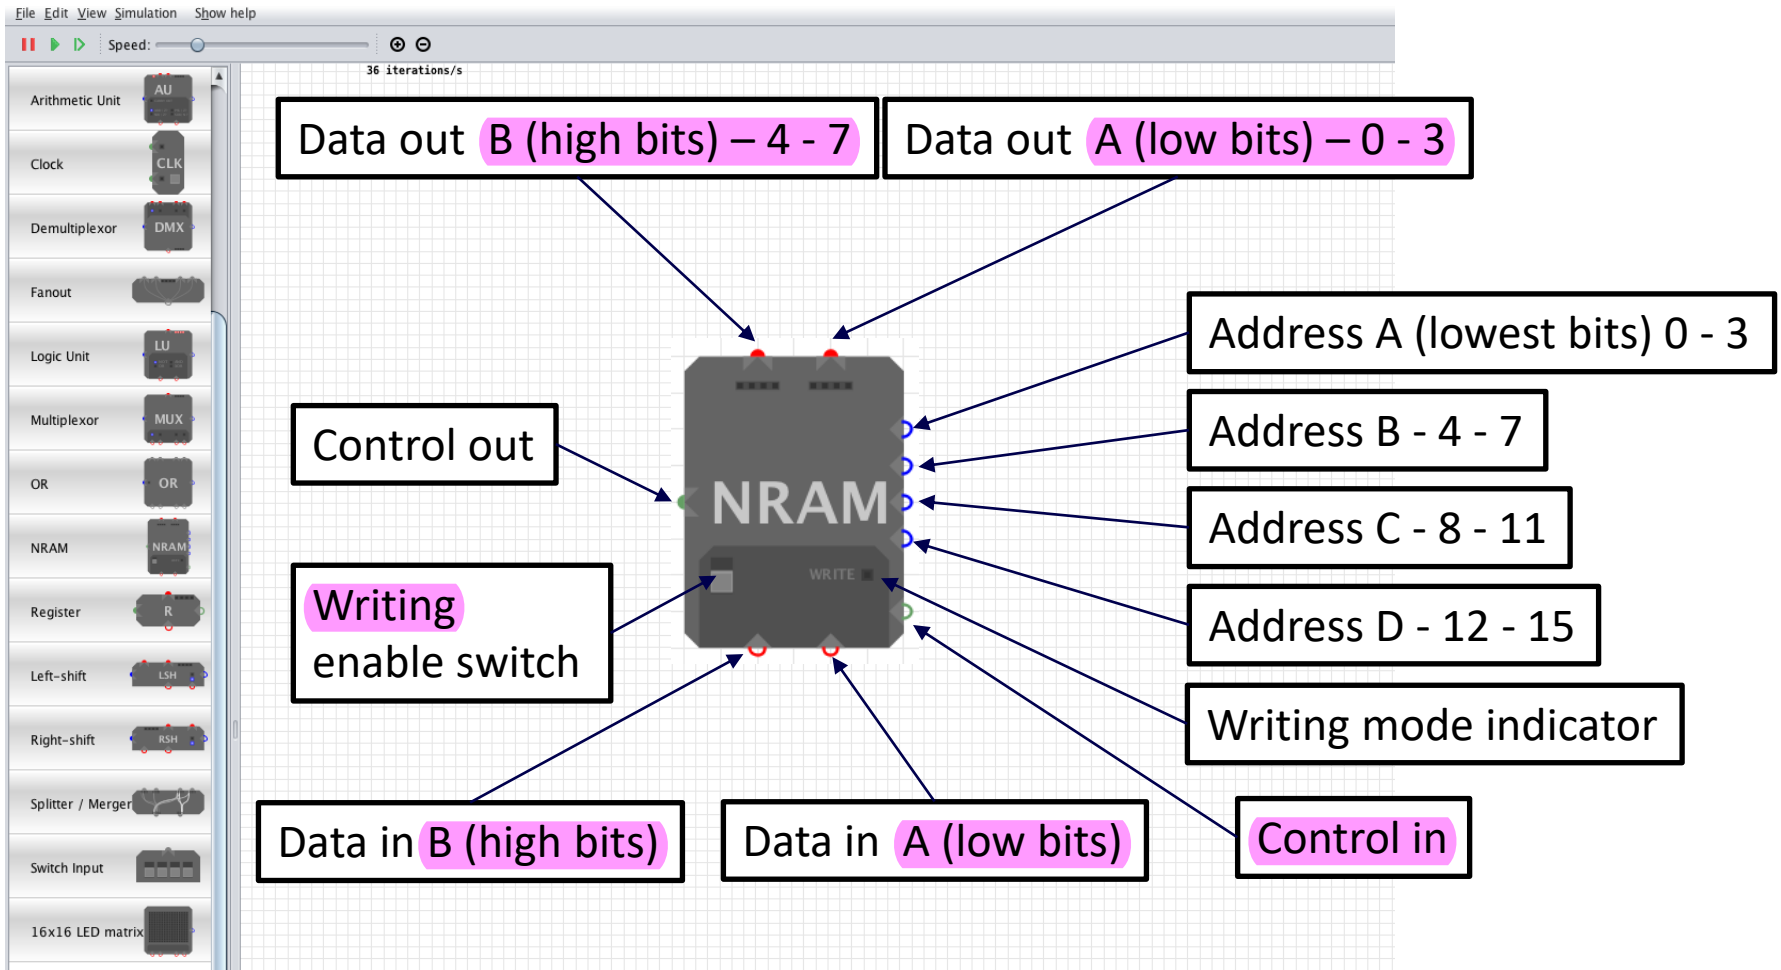 File Edit View Simulation Show help
Speed:
36 iterations/s
Arithmetic Unit
AU
Clock
CLK
Demultiplexor
DMX
Fanout
Logic Unit
LU
Multiplexor
MUX
OR
OR
NRAM
NRAM
Register
R
Left-shift
LSH
Right-shift
RSH
Splitter / Merger
Switch Input
16x16 LED matrix
Data out B (high bits) – 4 - 7
Data out A (low bits) – 0 - 3
Address A (lowest bits) 0 - 3
Address B - 4 - 7
Control out
Address C - 8 - 11
NRAM
WRITE
Writing
enable switch
Address D - 12 - 15
Writing mode indicator
Data in B (high bits)
Data in A (low bits)
Control in